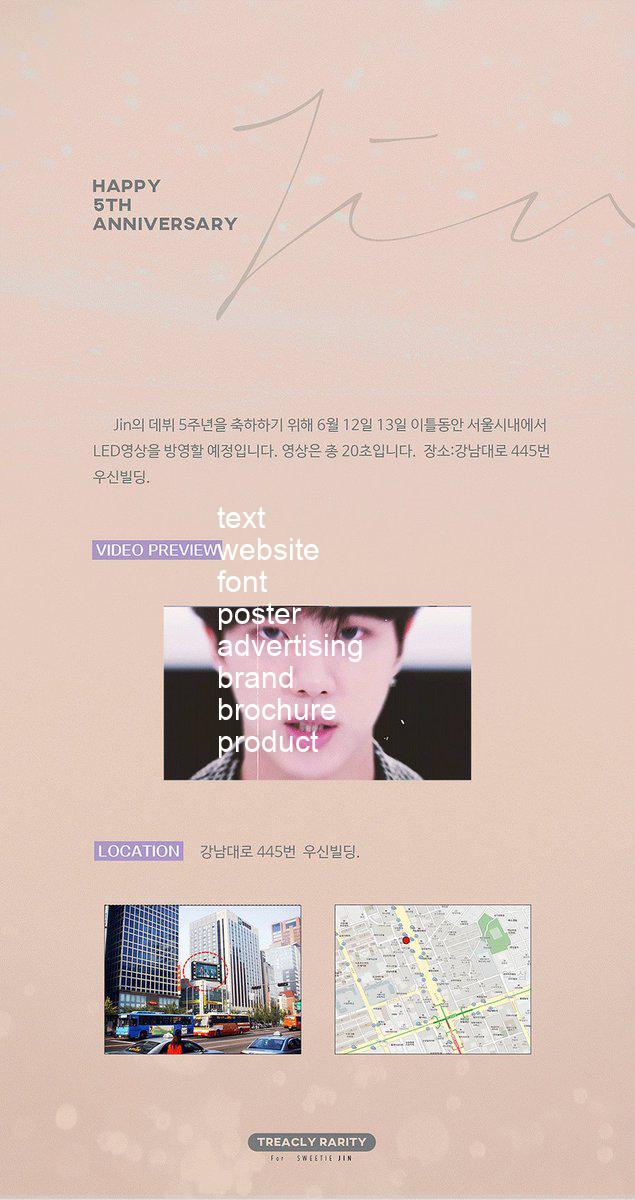 Jin
HAPPY
5TH
ANNIVERSARY
Jin의 데뷔 5주년을 축하하기 위해 6월 12일 13일 이틀동안 서울시내에서
LED영상을 방영할 예정입니다. 영상은 총 20초입니다. 장소:강남대로 445번
우신빌딩.
text
VIDEO PREVIEW
website
font
poster
advertising
brand
brochure
product
LOCATION 강남대로 445번 우신빌딩.
TREACLY RARITY
For SWEETIE JIN